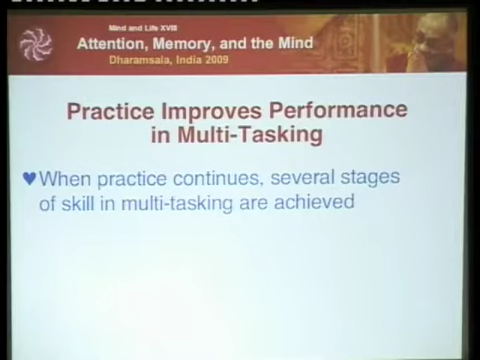 Mind and Life XVIII
Attention, Memory, and the Mind
Dharamsala, India 2009
Practice Improves Performance
in Multi-Tasking
♥When practice continues, several stages
of skill in multi-tasking are achieved